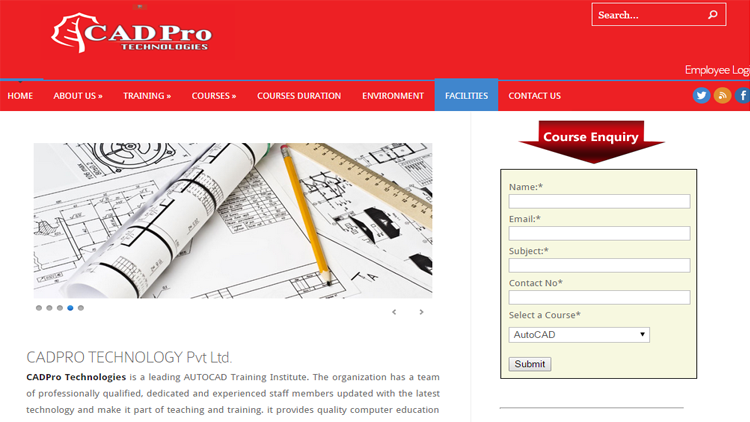 CADPro
TECHNOLOGIES
Search...
Employee Logi
HOME ABOUT US » TRAINING » COURSES » COURSES DURATION ENVIRONMENT FACILITIES CONTACT US
Course Enquiry
Name:*
Email:*
Subject:*
Contact No*
Select a Course*
AutoCAD
Submit
CADPRO TECHNOLOGY Pvt Ltd.
CADPro Technologies is a leading AUTOCAD Training Institute. The organization has a team
of professionally qualified, dedicated and experienced staff members updated with the latest
technology and make it part of teaching and training. it provides quality computer education